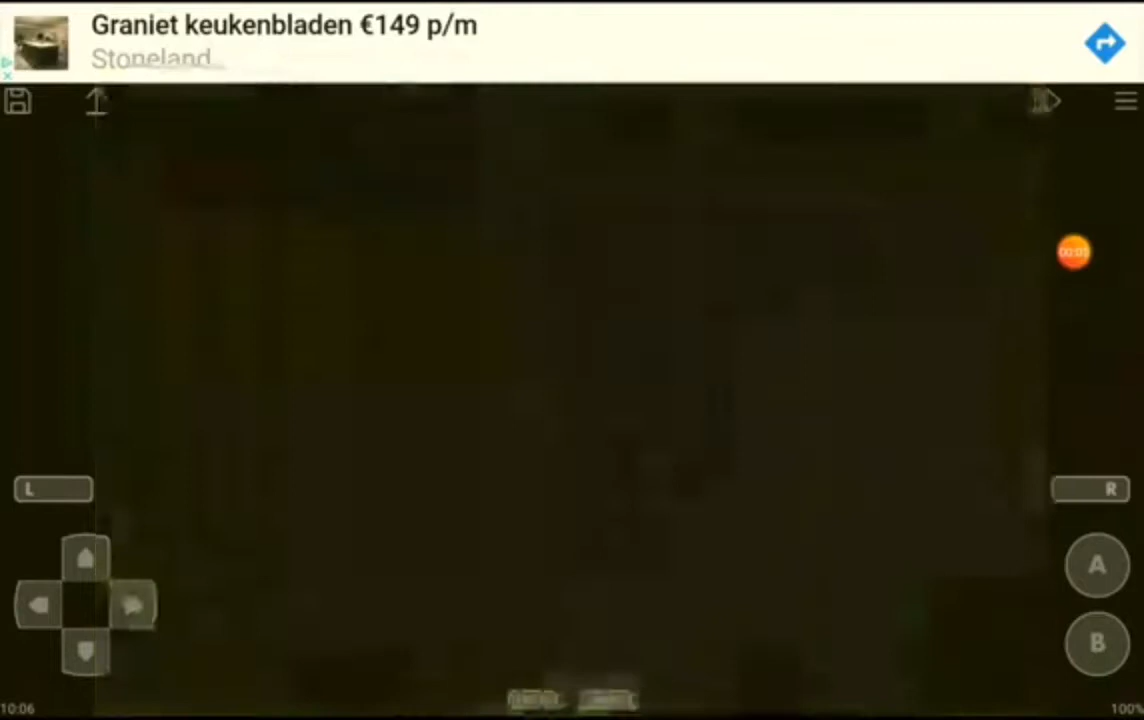 Graniet keukenbladen €149 p/m
Stoneland
L
R
A
B
10:06
100%